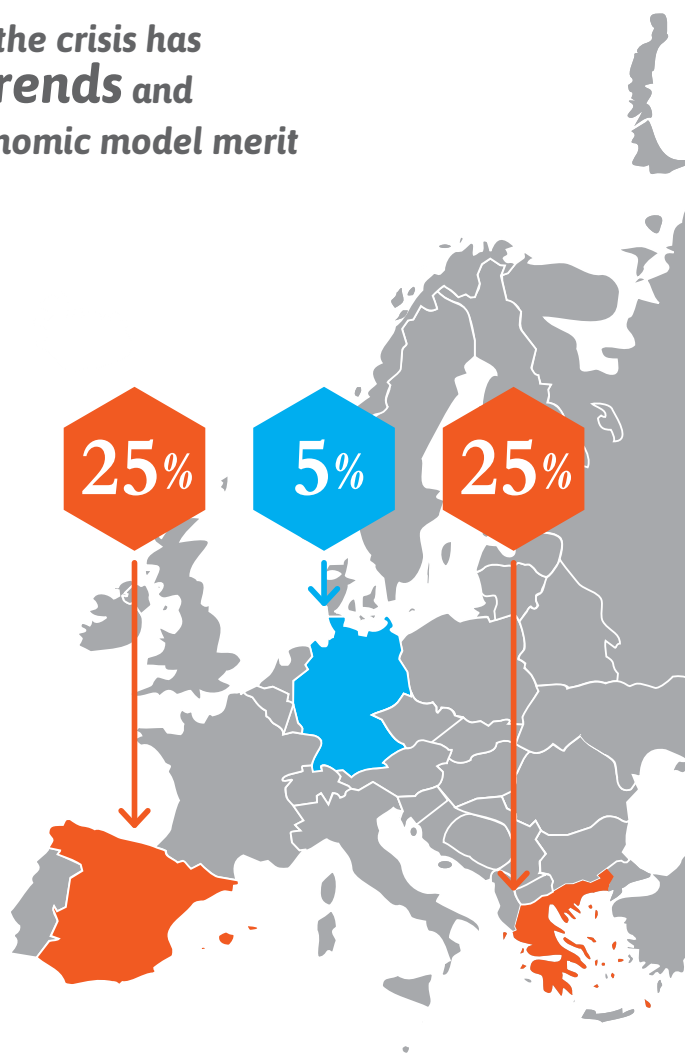 the crisis has
rends and
nomic model merit
25%
5%
25%